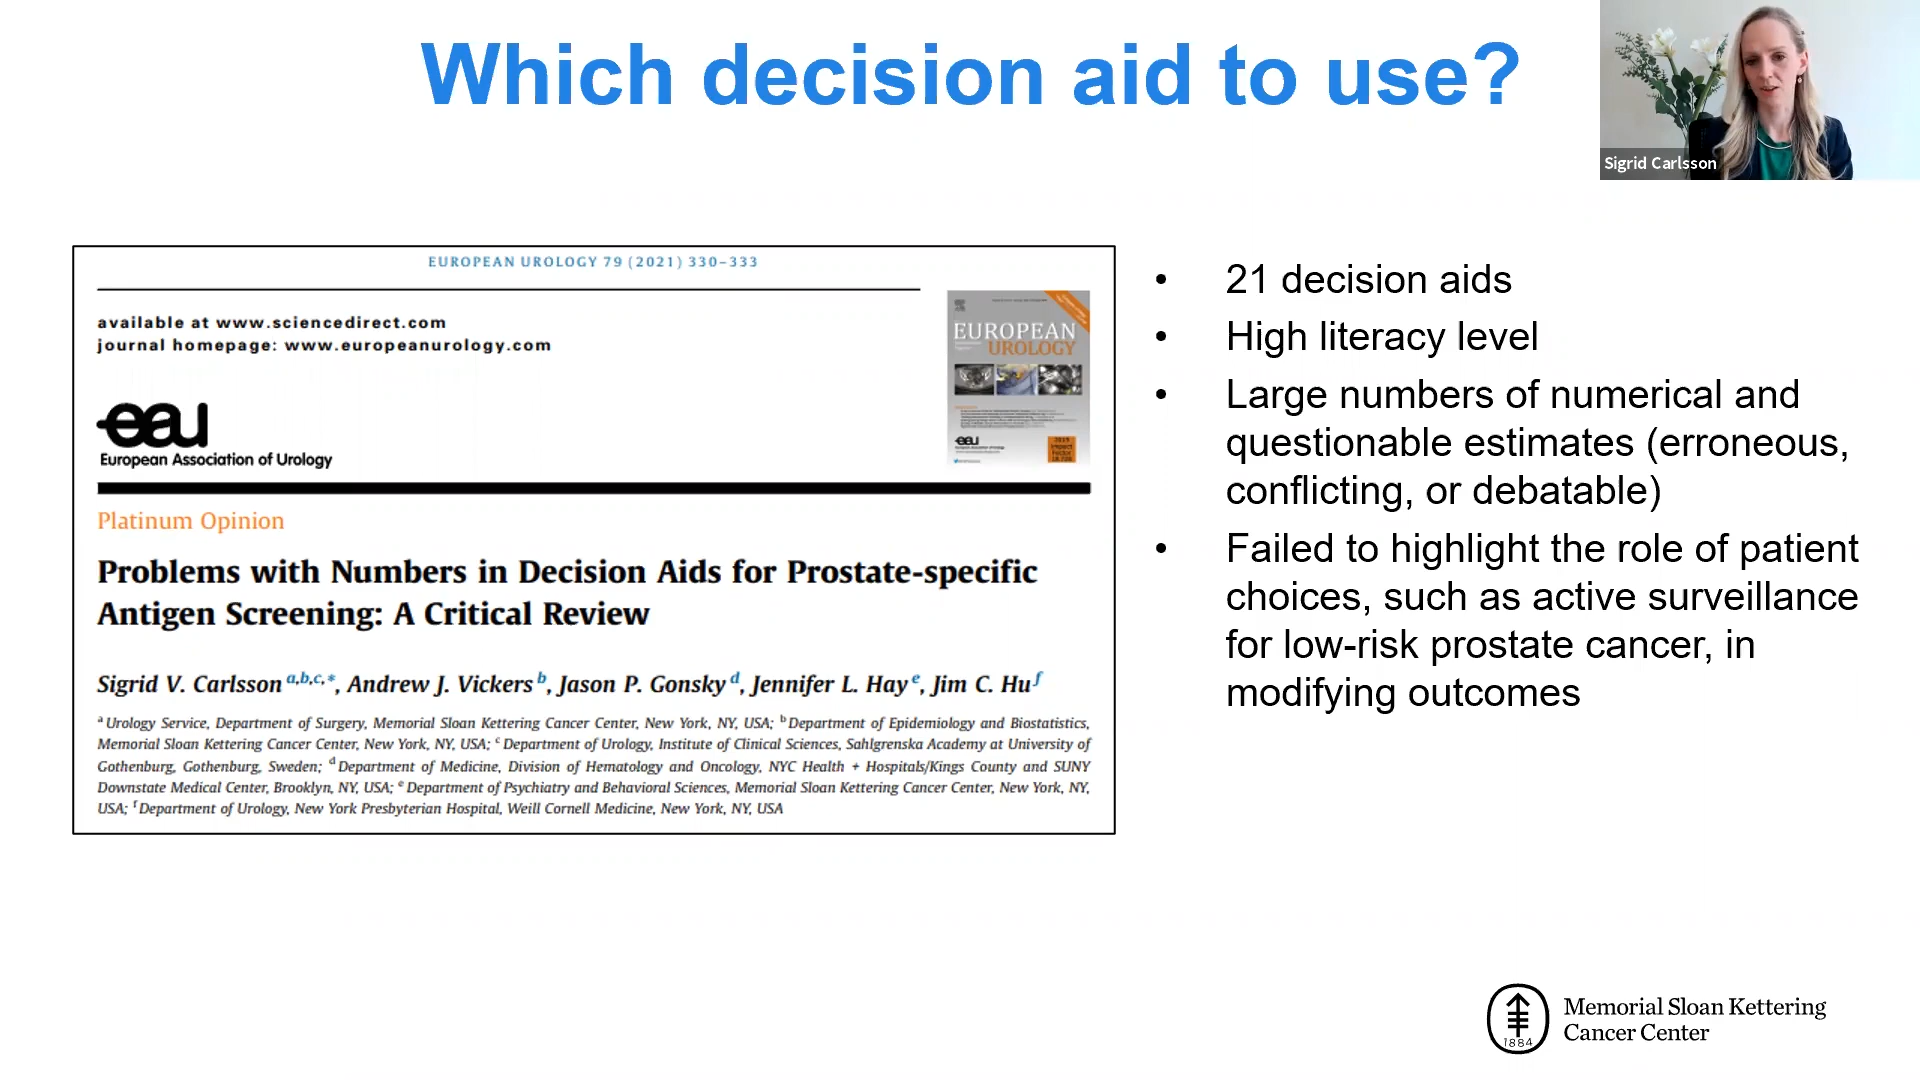 Which decision aid to use?
Sigrid Carlsson
EUROPEAN UROLOGY 79 (2021) 330–333
available at www.sciencedirect.com
journal homepage: www.europeanurology.com
EUROPEAN
UROLOGY
eau
European Association of Urology
Platinum Opinion
Problems with Numbers in Decision Aids for Prostate-specific
Antigen Screening: A Critical Review
Sigrid V. Carlsson a,b,c,*, Andrew J. Vickers b, Jason P. Gonsky d, Jennifer L. Hay e, Jim C. Hu f
a Urology Service, Department of Surgery, Memorial Sloan Kettering Cancer Center, New York, NY, USA; b Department of Epidemiology and Biostatistics,
Memorial Sloan Kettering Cancer Center, New York, NY, USA; c Department of Urology, Institute of Clinical Sciences, Sahlgrenska Academy at University of
Gothenburg, Gothenburg, Sweden; d Department of Medicine, Division of Hematology and Oncology, NYC Health + Hospitals/Kings County and SUNY
Downstate Medical Center, Brooklyn, NY, USA; e Department of Psychiatry and Behavioral Sciences, Memorial Sloan Kettering Cancer Center, New York, NY,
USA; f Department of Urology, New York Presbyterian Hospital, Weill Cornell Medicine, New York, NY, USA
• 21 decision aids
• High literacy level
• Large numbers of numerical and
questionable estimates (erroneous,
conflicting, or debatable)
• Failed to highlight the role of patient
choices, such as active surveillance
for low-risk prostate cancer, in
modifying outcomes
1884
Memorial Sloan Kettering
Cancer Center